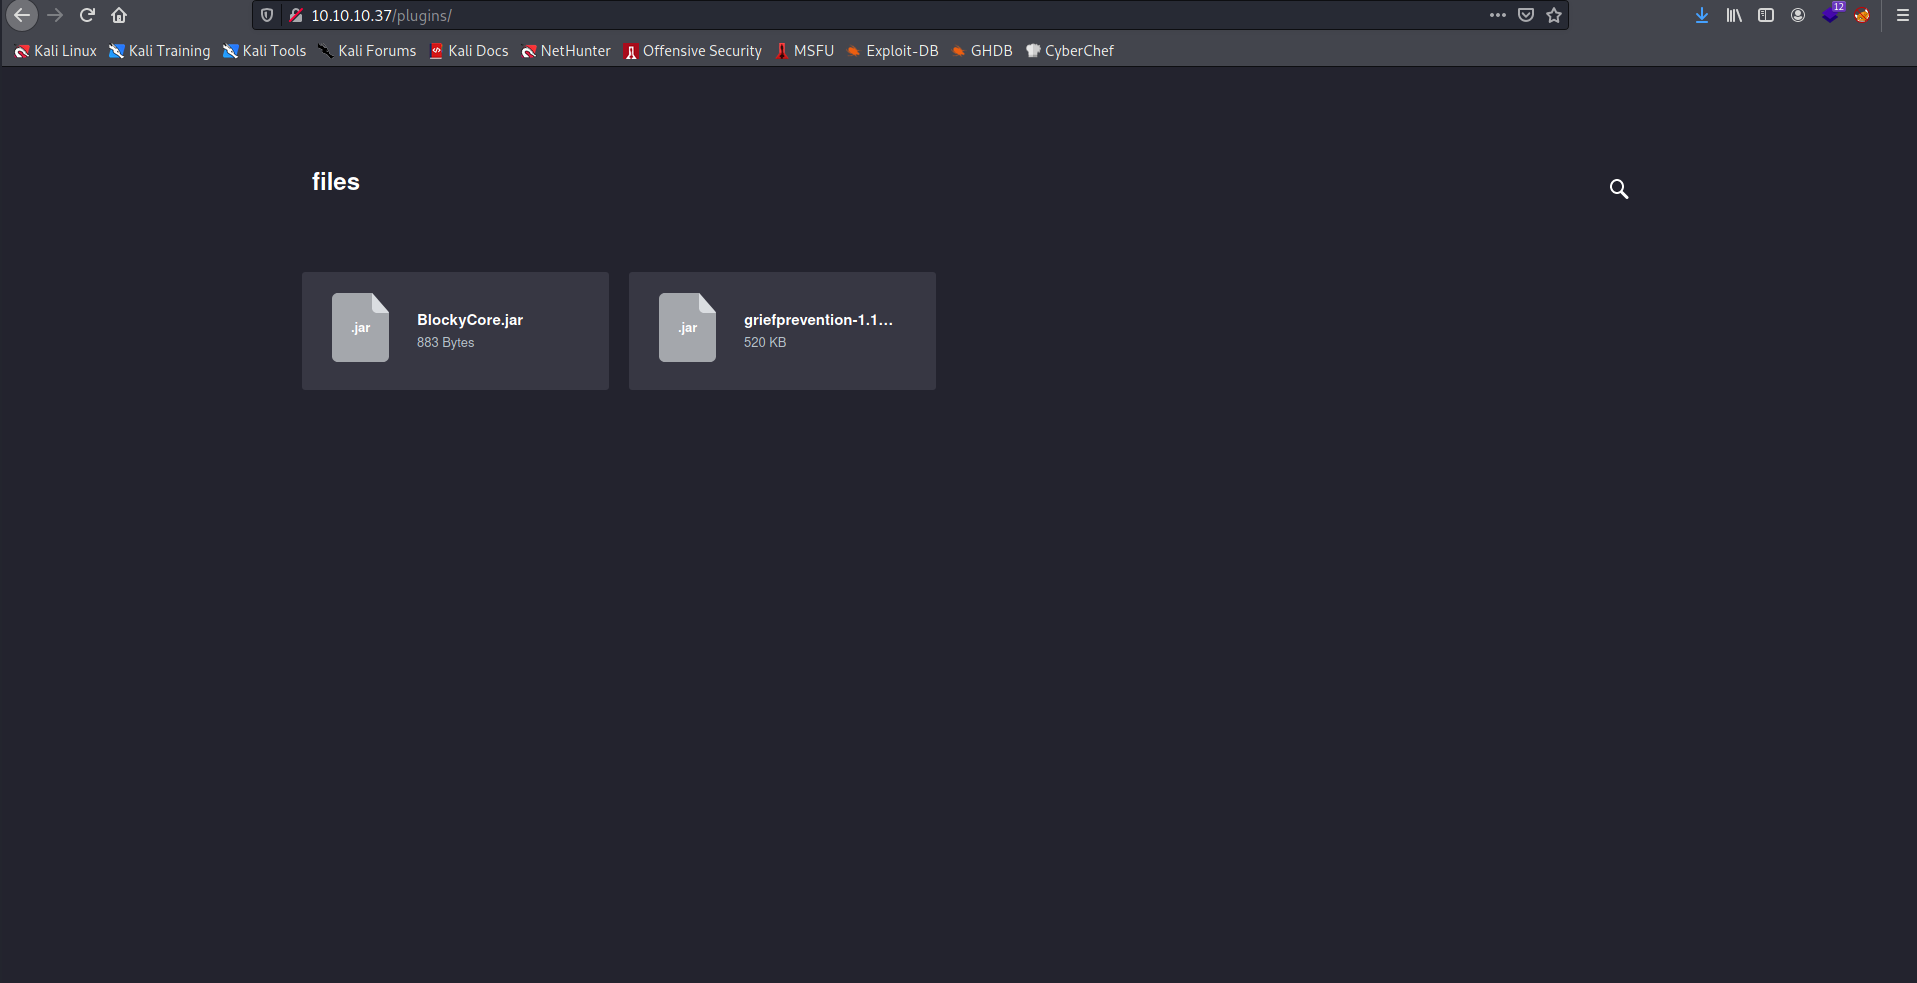 10.10.10.37/plugins/
12
Kali Linux Kali Training Kali Tools Kali Forums Kali Docs NetHunter Offensive Security MSFU Exploit-DB GHDB CyberChef
files
.jar
BlockyCore.jar
883 Bytes
.jar
griefprevention-1.1...
520 KB